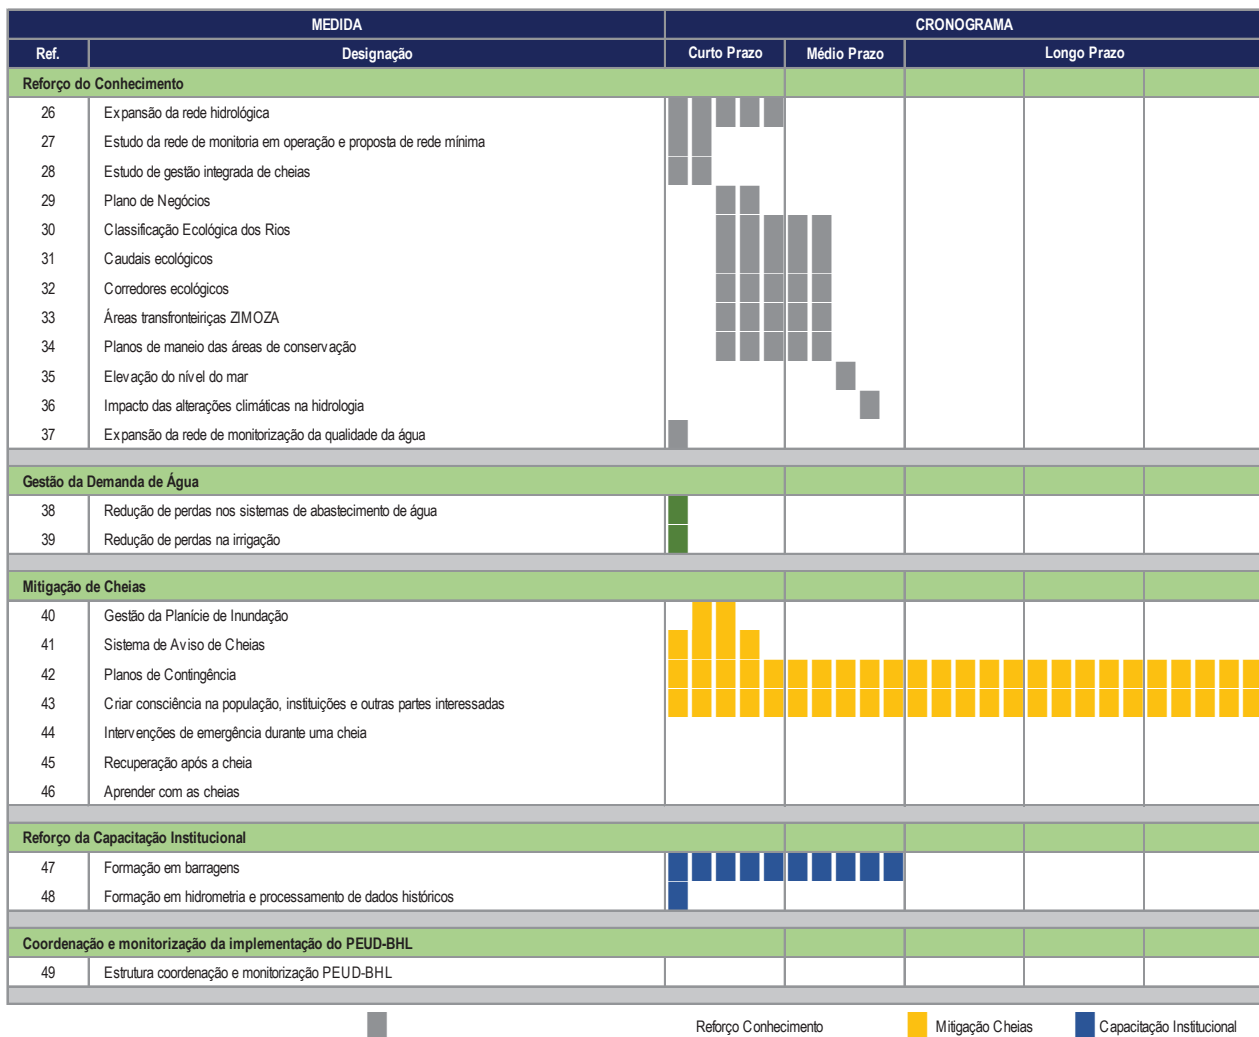 MEDIDA CRONOGRAMA
Ref. Designação Curto Prazo Médio Prazo Longo Prazo
Reforço do Conhecimento
26 Expansão da rede hidrológica
27 Estudo da rede de monitoria em operação e proposta de rede mínima
28 Estudo de gestão integrada de cheias
29 Plano de Negócios
30 Classificação Ecológica dos Rios
31 Caudais ecológicos
32 Corredores ecológicos
33 Áreas transfronteiriças ZIMOZA
34 Planos de maneio das áreas de conservação
35 Elevação do nível do mar
36 Impacto das alterações climáticas na hidrologia
37 Expansão da rede de monitorização da qualidade da água
Gestão da Demanda de Água
38 Redução de perdas nos sistemas de abastecimento de água
39 Redução de perdas na irrigação
Mitigação de Cheias
40 Gestão da Planície de Inundação
41 Sistema de Aviso de Cheias
42 Planos de Contingência
43 Criar consciência na população, instituições e outras partes interessadas
44 Intervenções de emergência durante uma cheia
45 Recuperação após a cheia
46 Aprender com as cheias
Reforço da Capacitação Institucional
47 Formação em barragens
48 Formação em hidrometria e processamento de dados históricos
Coordenação e monitorização da implementação do PEUD-BHL
49 Estrutura coordenação e monitorização PEUD-BHL
Reforço Conhecimento Mitigação Cheias Capacitação Institucional